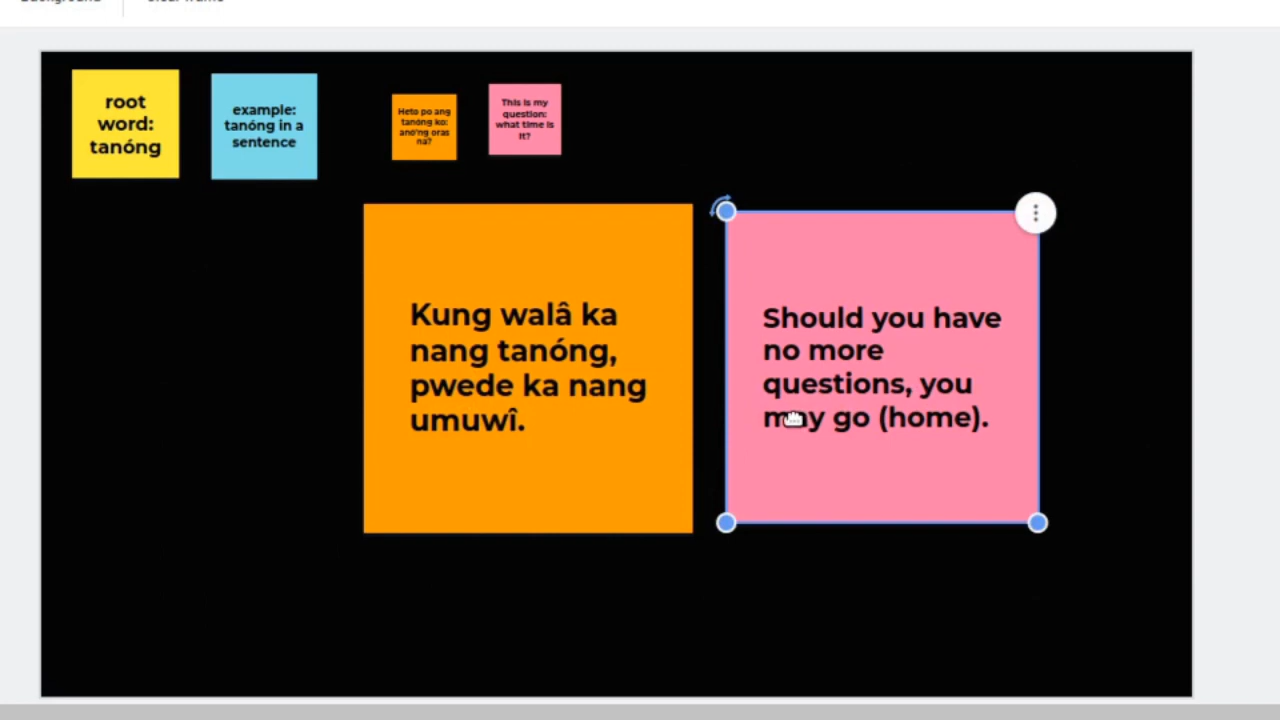 root
word:
tanóng
example:
tanóng in a
sentence
Heto po ang
tanóng ko:
anó'ng oras
na?
This is my
question:
what time is
it?
Kung walâ ka
nang tanóng,
pwede ka nang
umuwî.
Should you have
no more
questions, you
may go (home).